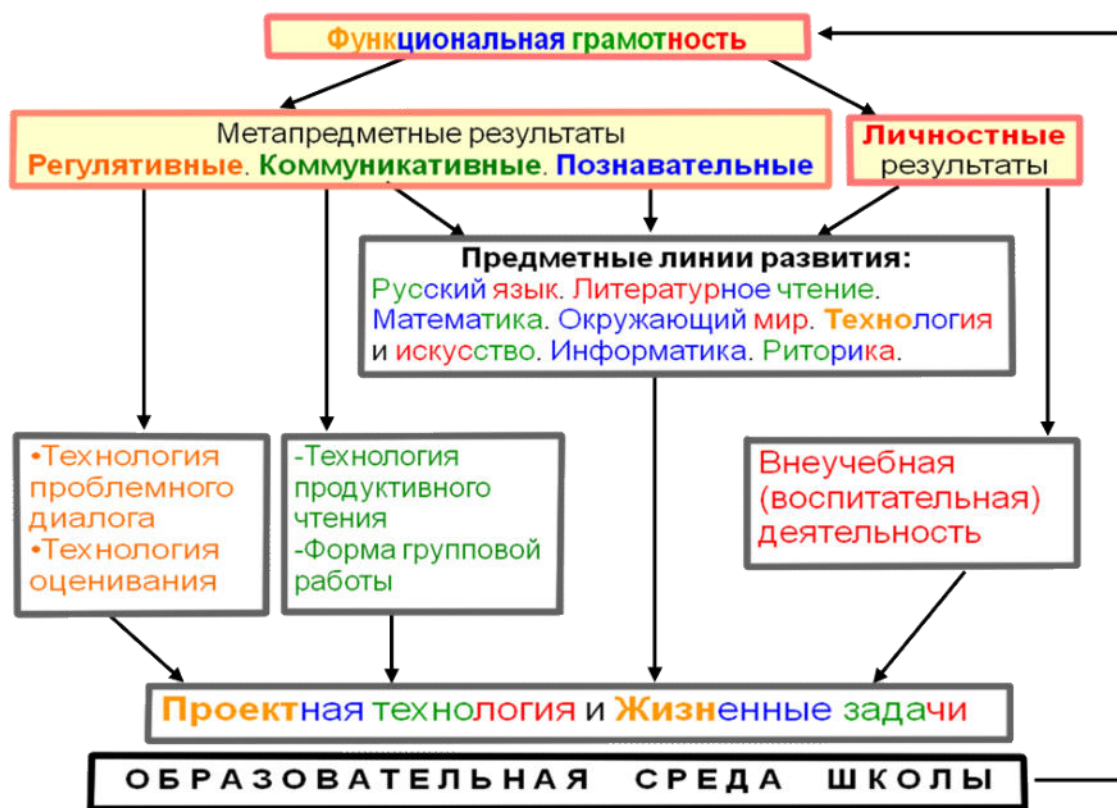 Функциональная грамотность
Метапредметные результаты
Регулятивные. Коммуникативные. Познавательные
Личностные
результаты
Предметные линии развития:
Русский язык. Литературное чтение.
Математика. Окружающий мир. Технология
и искусство. Информатика. Риторика.
•Технология
проблемного
диалога
•Технология
оценивания
-Технология
продуктивного
чтения
-Форма групповой
работы
Внеучебная
(воспитательная)
деятельность
Проектная технология и Жизненные задачи
ОБРАЗОВАТЕЛЬНАЯ СРЕДА ШКОЛЫ